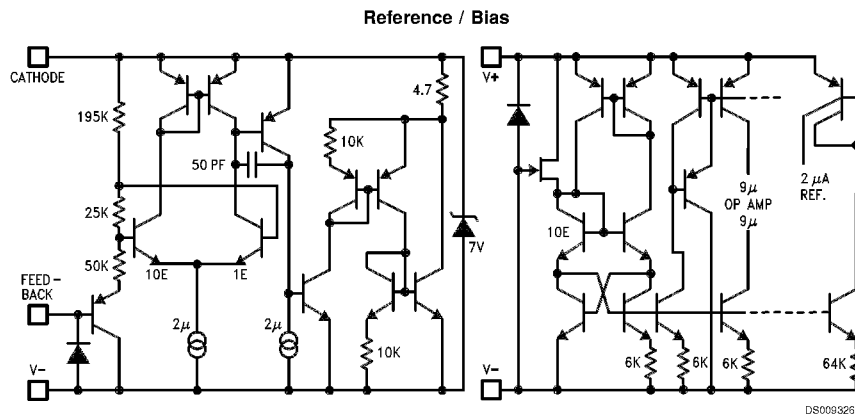 Reference / Bias
CATHODE
195K
25K
50K
FEED-
BACK
V-
50 PF
10E
1E
2μ
2μ
10K
4.7
10K
7V
V+
10E
9μ
OP AMP
9μ
2 μA
REF.
V-
6K
6K
6K
64K
DS009326